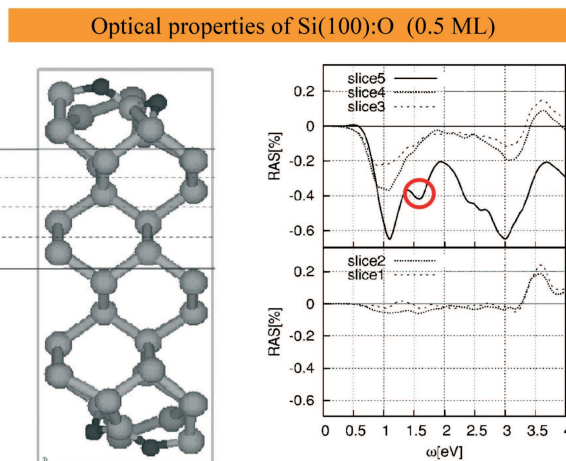 Optical properties of Si(100):O (0.5 ML)
slice5
slice4
slice3
0.2
0
-0.2
-0.4
-0.6
RAS[%]
slice2
slice1
0.2
0
-0.2
-0.4
-0.6
RAS[%]
0 0.5 1 1.5 2 2.5 3 3.5 4
ω[eV]